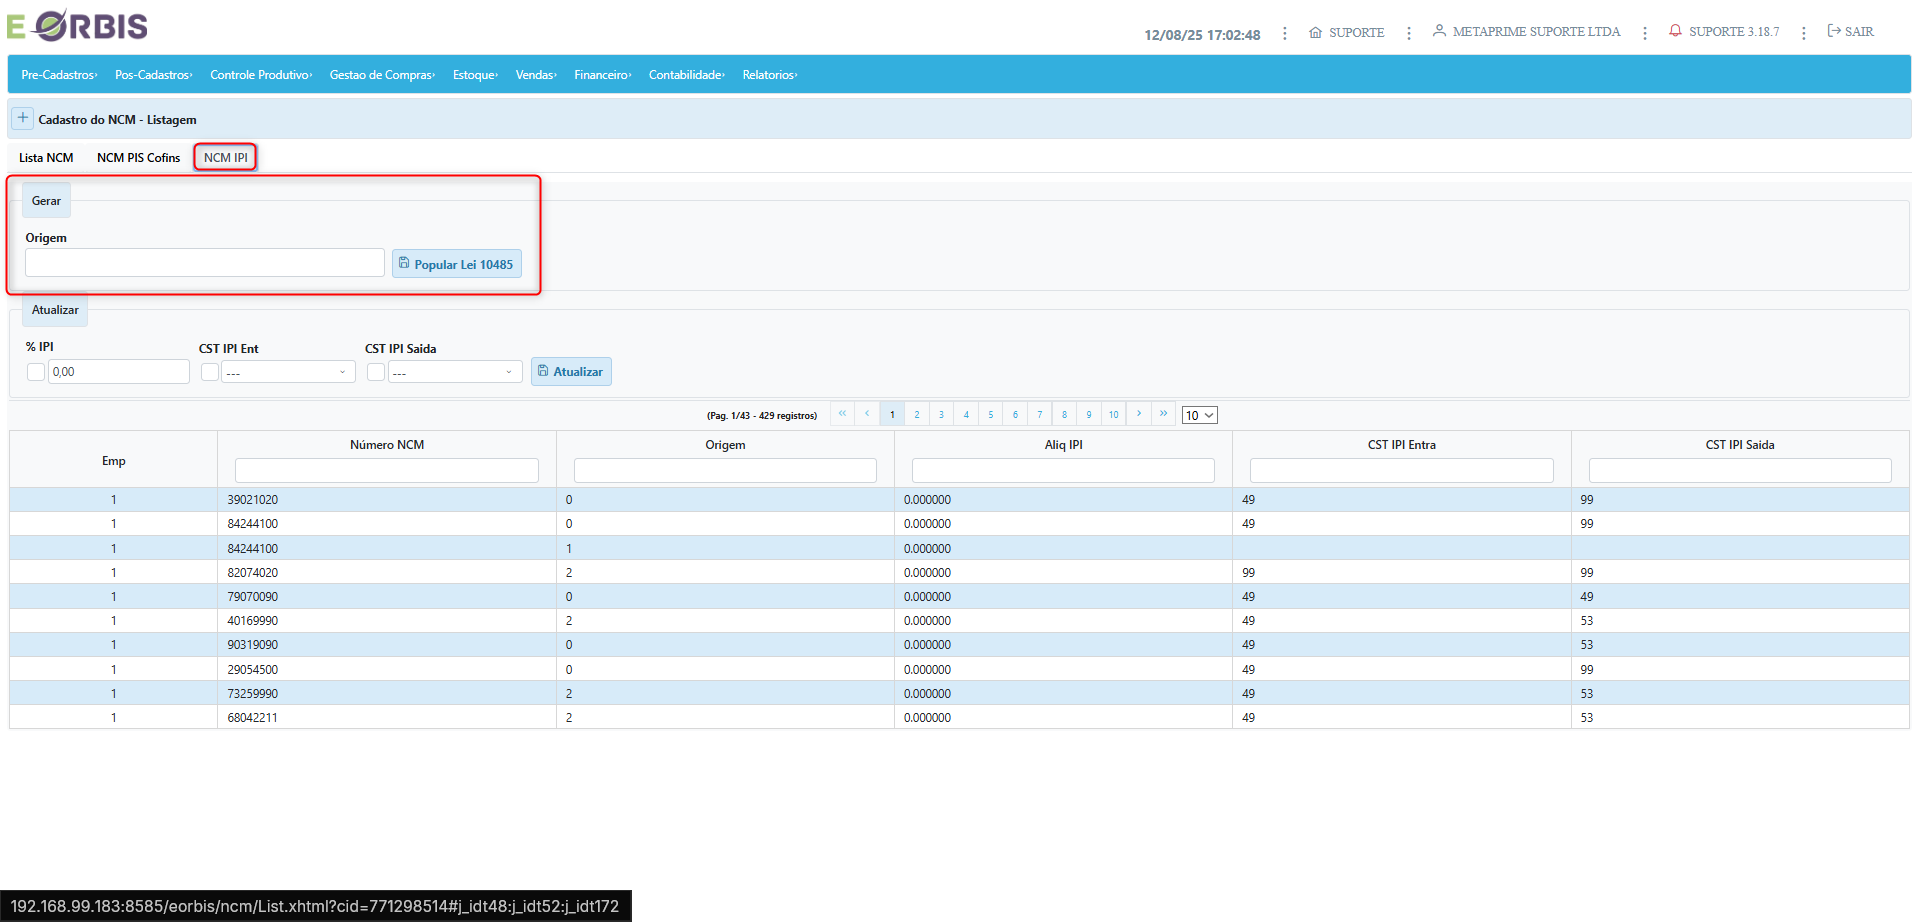 E ORBIS
12/08/25 17:02:48 SUPORTE METAPRIME SUPORTE LTDA SUPORTE 3.18.7 SAIR
Pre-Cadastros Pos-Cadastros Controle Produtivo Gestao de Compras Estoque Vendas Financeiro Contabilidade Relatorios
+ Cadastro do NCM - Listagem
Lista NCM NCM PIS Cofins NCM IPI
Gerar
Origem
Popular Lei 10485
Atualizar
% IPI CST IPI Ent CST IPI Saida
0,00 --- --- Atualizar
(Pag. 1/43 - 429 registros) 1 2 3 4 5 6 7 8 9 10 10
Emp Número NCM Origem Aliq IPI CST IPI Entra CST IPI Saida
1 39021020 0 0.000000 49 99
1 84244100 0 0.000000 49 99
1 84244100 1 0.000000
1 82074020 2 0.000000 99 99
1 79070090 0 0.000000 49 49
1 40169990 2 0.000000 49 53
1 90319090 0 0.000000 49 53
1 29054500 0 0.000000 49 99
1 73259990 2 0.000000 49 53
1 68042211 2 0.000000 49 53
192.168.99.183:8585/eorbis/ncm/List.xhtml?cid=771298514#j_idt48:j_idt52:j_idt172